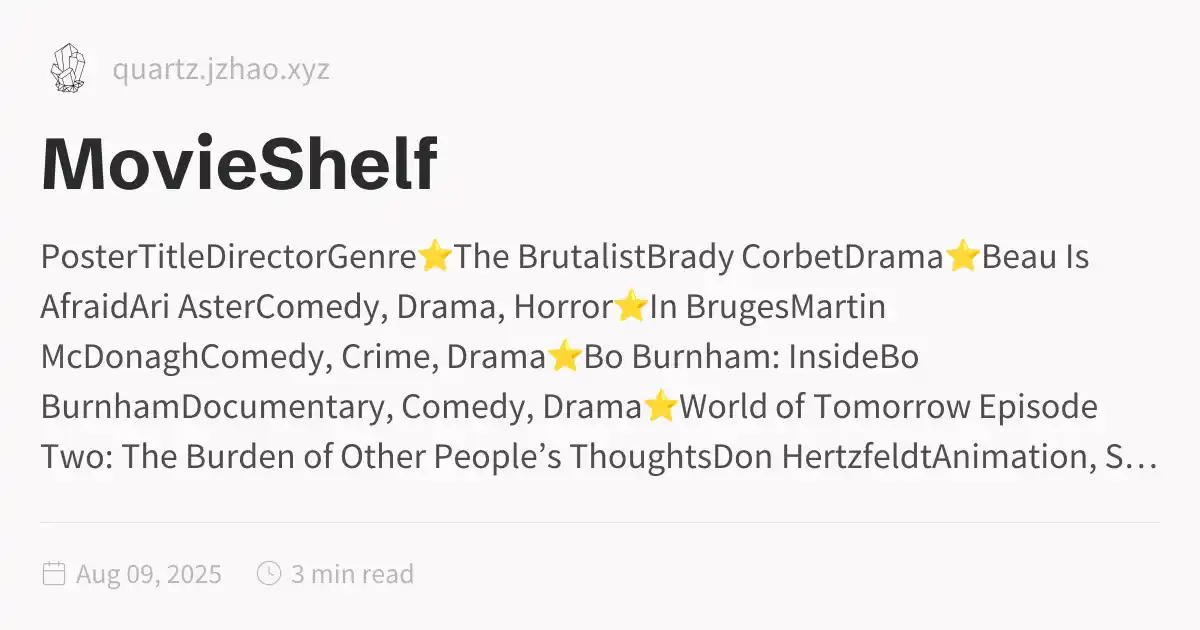 quartz.jzhao.xyz
MovieShelf
PosterTitleDirectorGenre⭐The BrutalistBrady CorbetDrama⭐Beau Is
AfraidAri AsterComedy, Drama, Horror⭐In BrugesMartin
McDonaghComedy, Crime, Drama⭐Bo Burnham: InsideBo
BurnhamDocumentary, Comedy, Drama⭐World of Tomorrow Episode
Two: The Burden of Other People’s ThoughtsDon HertzfeldtAnimation, S…
Aug 09, 2025 3 min read